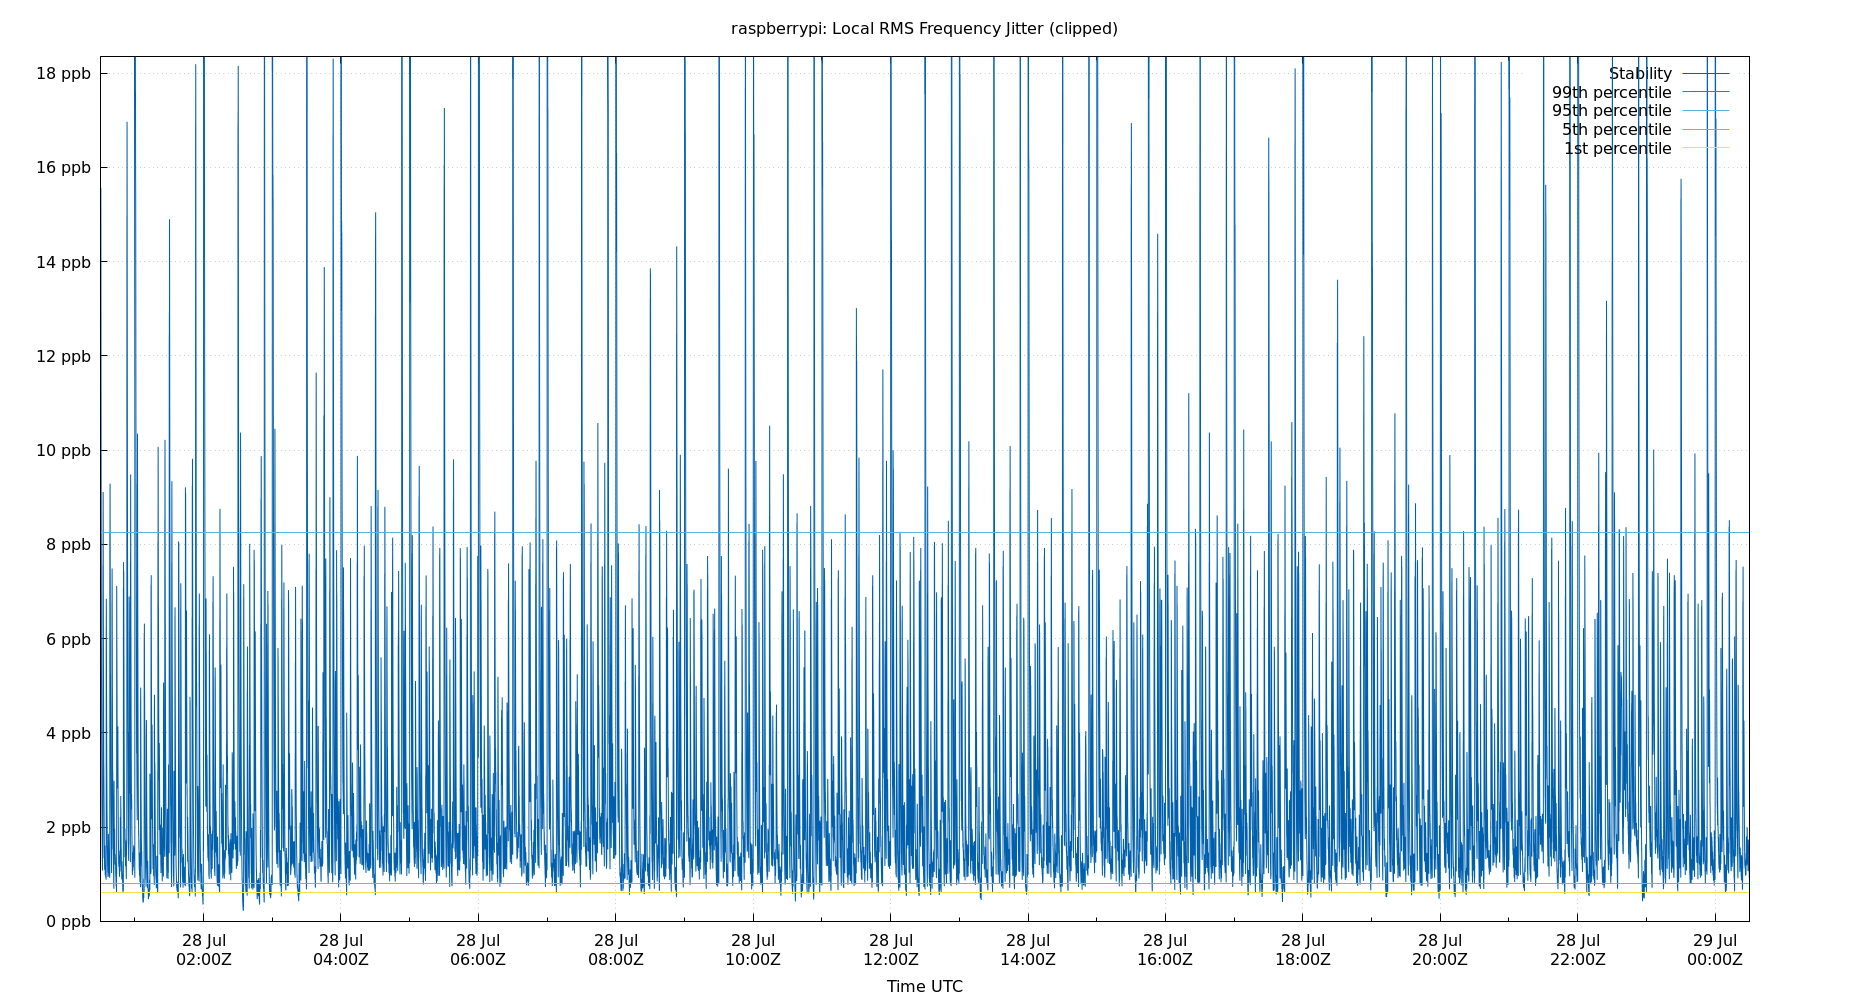 raspberrypi: Local RMS Frequency Jitter (clipped)
18 ppb
16 ppb
14 ppb
12 ppb
10 ppb
8 ppb
6 ppb
4 ppb
2 ppb
0 ppb
Stability
99th percentile
95th percentile
5th percentile
1st percentile
28 Jul 28 Jul 28 Jul 28 Jul 28 Jul 28 Jul 28 Jul 28 Jul 28 Jul 28 Jul 28 Jul 29 Jul
02:00Z 04:00Z 06:00Z 08:00Z 10:00Z 12:00Z 14:00Z 16:00Z 18:00Z 20:00Z 22:00Z 00:00Z
Time UTC